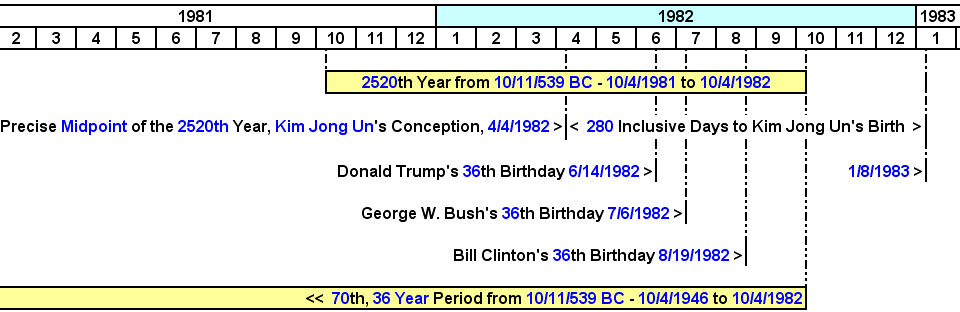 1981 1982 1983
2 3 4 5 6 7 8 9 10 11 12 1 2 3 4 5 6 7 8 9 10 11 12 1
2520th Year from 10/11/539 BC - 10/4/1981 to 10/4/1982
Precise Midpoint of the 2520th Year, Kim Jong Un's Conception, 4/4/1982 > < 280 Inclusive Days to Kim Jong Un's Birth >
Donald Trump's 36th Birthday 6/14/1982 > 1/8/1983 >
George W. Bush's 36th Birthday 7/6/1982 >
Bill Clinton's 36th Birthday 8/19/1982 >
<< 70th, 36 Year Period from 10/11/539 BC - 10/4/1946 to 10/4/1982